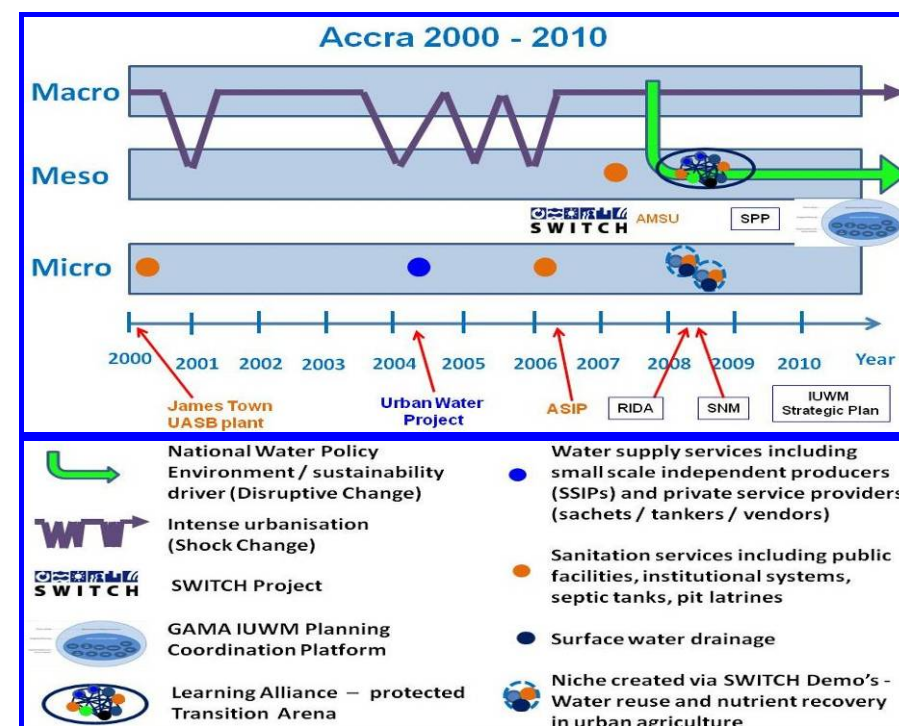 Accra 2000 - 2010
Macro
Meso
SWITCH
AMSU
SPP
Micro
2000
2001
2002
2003
2004
2005
2006
2007
2008
2009
2010
Year
James Town
UASB plant
Urban Water
Project
ASIP
RIDA
SNM
IUWM
Strategic Plan
National Water Policy
Environment / sustainability
driver (Disruptive Change)
Intense urbanisation
(Shock Change)
SWITCH
SWITCH Project
GAMA IUWM Planning
Coordination Platform
Learning Alliance – protected
Transition Arena
Water supply services including
small scale independent producers
(SSIPs) and private service providers
(sachets / tankers / vendors)
Sanitation services including public
facilities, institutional systems,
septic tanks, pit latrines
Surface water drainage
Niche created via SWITCH Demo's -
Water reuse and nutrient recovery
in urban agriculture